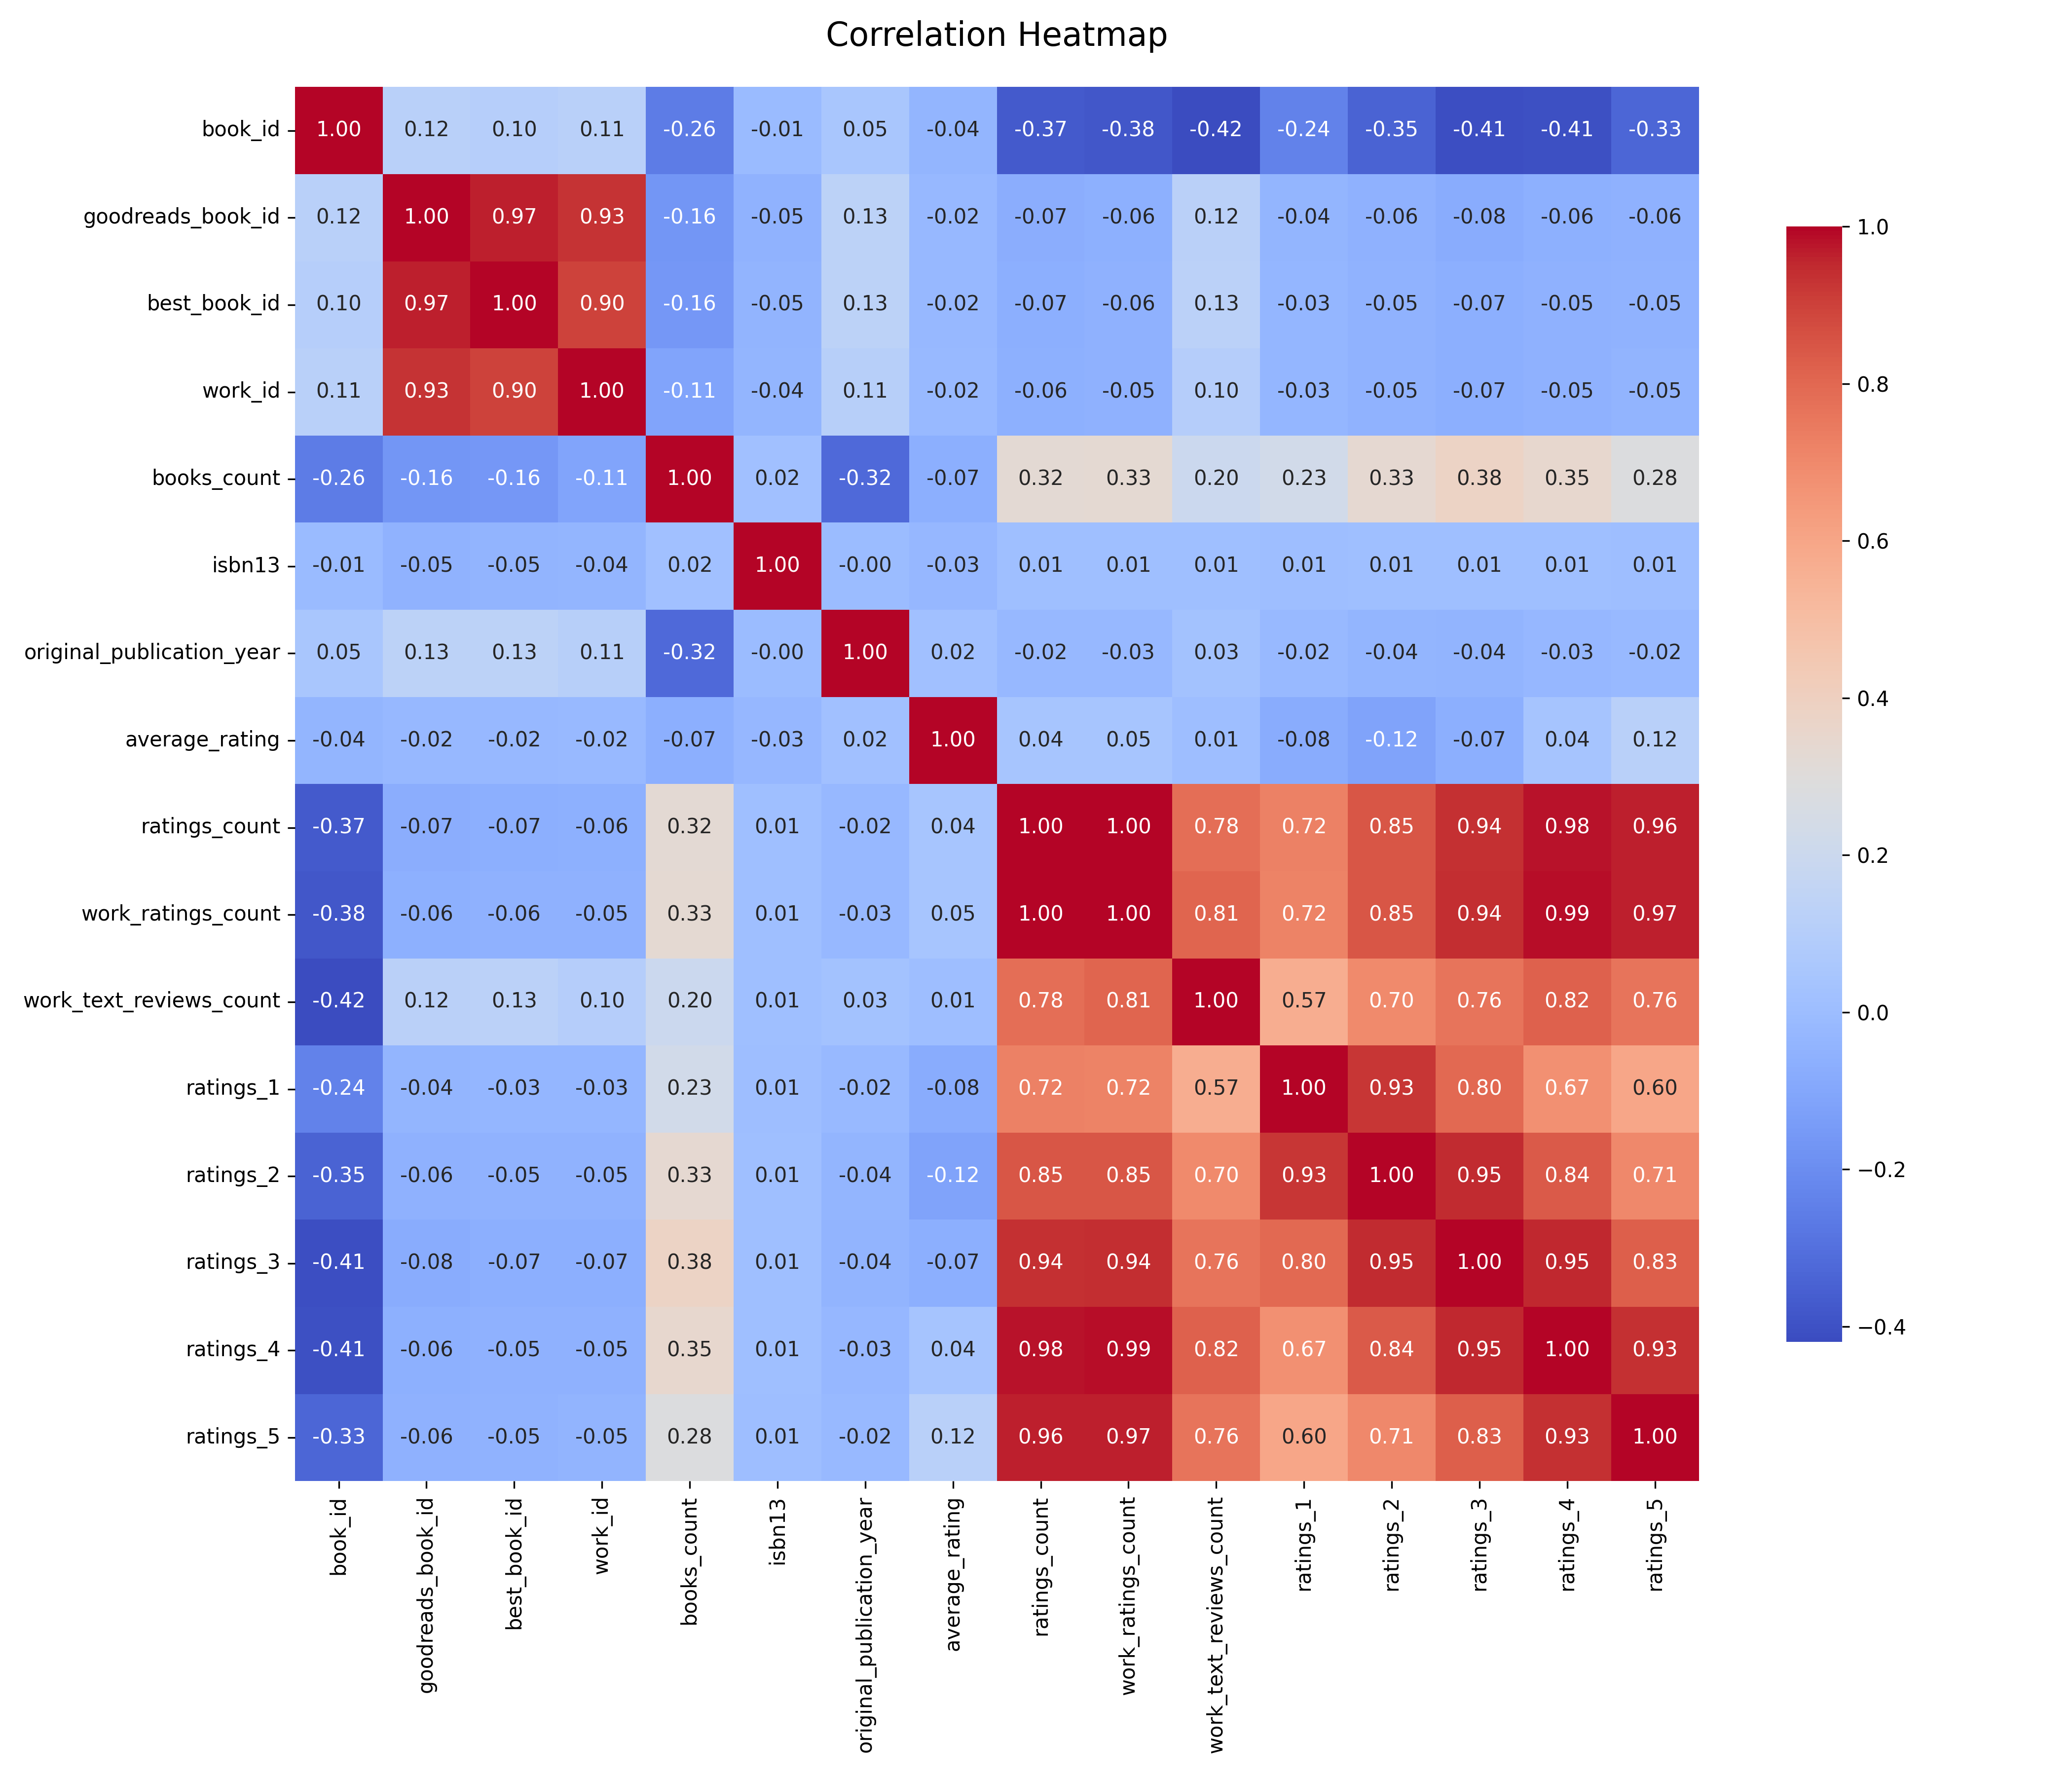 Correlation Heatmap
book_id 1.00 0.12 0.10 0.11 -0.26 -0.01 0.05 -0.04 -0.37 -0.38 -0.42 -0.24 -0.35 -0.41 -0.41 -0.33
goodreads_book_id 0.12 1.00 0.97 0.93 -0.16 -0.05 0.13 -0.02 -0.07 -0.06 0.12 -0.04 -0.06 -0.08 -0.06 -0.06
best_book_id 0.10 0.97 1.00 0.90 -0.16 -0.05 0.13 -0.02 -0.07 -0.06 0.13 -0.03 -0.05 -0.07 -0.05 -0.05
work_id 0.11 0.93 0.90 1.00 -0.11 -0.04 0.11 -0.02 -0.06 -0.05 0.10 -0.03 -0.05 -0.07 -0.05 -0.05
books_count -0.26 -0.16 -0.16 -0.11 1.00 0.02 -0.32 -0.07 0.32 0.33 0.20 0.23 0.33 0.38 0.35 0.28
isbn13 -0.01 -0.05 -0.05 -0.04 0.02 1.00 -0.00 -0.03 0.01 0.01 0.01 0.01 0.01 0.01 0.01 0.01
original_publication_year 0.05 0.13 0.13 0.11 -0.32 -0.00 1.00 0.02 -0.02 -0.03 0.03 -0.02 -0.04 -0.04 -0.03 -0.02
average_rating -0.04 -0.02 -0.02 -0.02 -0.07 -0.03 0.02 1.00 0.04 0.05 0.01 -0.08 -0.12 -0.07 0.04 0.12
ratings_count -0.37 -0.07 -0.07 -0.06 0.32 0.01 -0.02 0.04 1.00 1.00 0.78 0.72 0.85 0.94 0.98 0.96
work_ratings_count -0.38 -0.06 -0.06 -0.05 0.33 0.01 -0.03 0.05 1.00 1.00 0.81 0.72 0.85 0.94 0.99 0.97
work_text_reviews_count -0.42 0.12 0.13 0.10 0.20 0.01 0.03 0.01 0.78 0.81 1.00 0.57 0.70 0.76 0.82 0.76
ratings_1 -0.24 -0.04 -0.03 -0.03 0.23 0.01 -0.02 -0.08 0.72 0.72 0.57 1.00 0.93 0.80 0.67 0.60
ratings_2 -0.35 -0.06 -0.05 -0.05 0.33 0.01 -0.04 -0.12 0.85 0.85 0.70 0.93 1.00 0.95 0.84 0.71
ratings_3 -0.41 -0.08 -0.07 -0.07 0.38 0.01 -0.04 -0.07 0.94 0.94 0.76 0.80 0.95 1.00 0.95 0.83
ratings_4 -0.41 -0.06 -0.05 -0.05 0.35 0.01 -0.03 0.04 0.98 0.99 0.82 0.67 0.84 0.95 1.00 0.93
ratings_5 -0.33 -0.06 -0.05 -0.05 0.28 0.01 -0.02 0.12 0.96 0.97 0.76 0.60 0.71 0.83 0.93 1.00
book_id
goodreads_book_id
best_book_id
work_id
books_count
isbn13
original_publication_year
average_rating
ratings_count
work_ratings_count
work_text_reviews_count
ratings_1
ratings_2
ratings_3
ratings_4
ratings_5
1.0
0.8
0.6
0.4
0.2
0.0
−0.2
−0.4